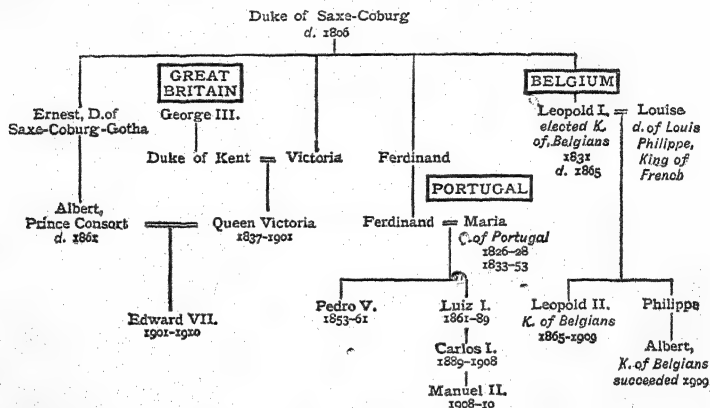 Duke of Saxe-Coburg
d. 1806
GREAT
BRITAIN
BELGIUM
Ernest, D.of
Saxe-Coburg-Gotha
George III.
Leopold I.
elected K.
of Belgians
1831
d. 1865
Louise
d. of Louis
Philippe,
King of
French
Duke of Kent = Victoria
Ferdinand
PORTUGAL
Albert,
Prince Consort
d. 1861
Queen Victoria
1837-1901
Ferdinand = Maria
Q. of Portugal
1826-28
1833-53
Edward VII.
1901-1910
Pedro V.
1853-61
Luiz I.
1861-89
Leopold II.
K. of Belgians
1865-1909
Philippe
Carlos I.
1889-1908
Albert,
K. of Belgians
succeeded 1909
Manuel II.
1908-10